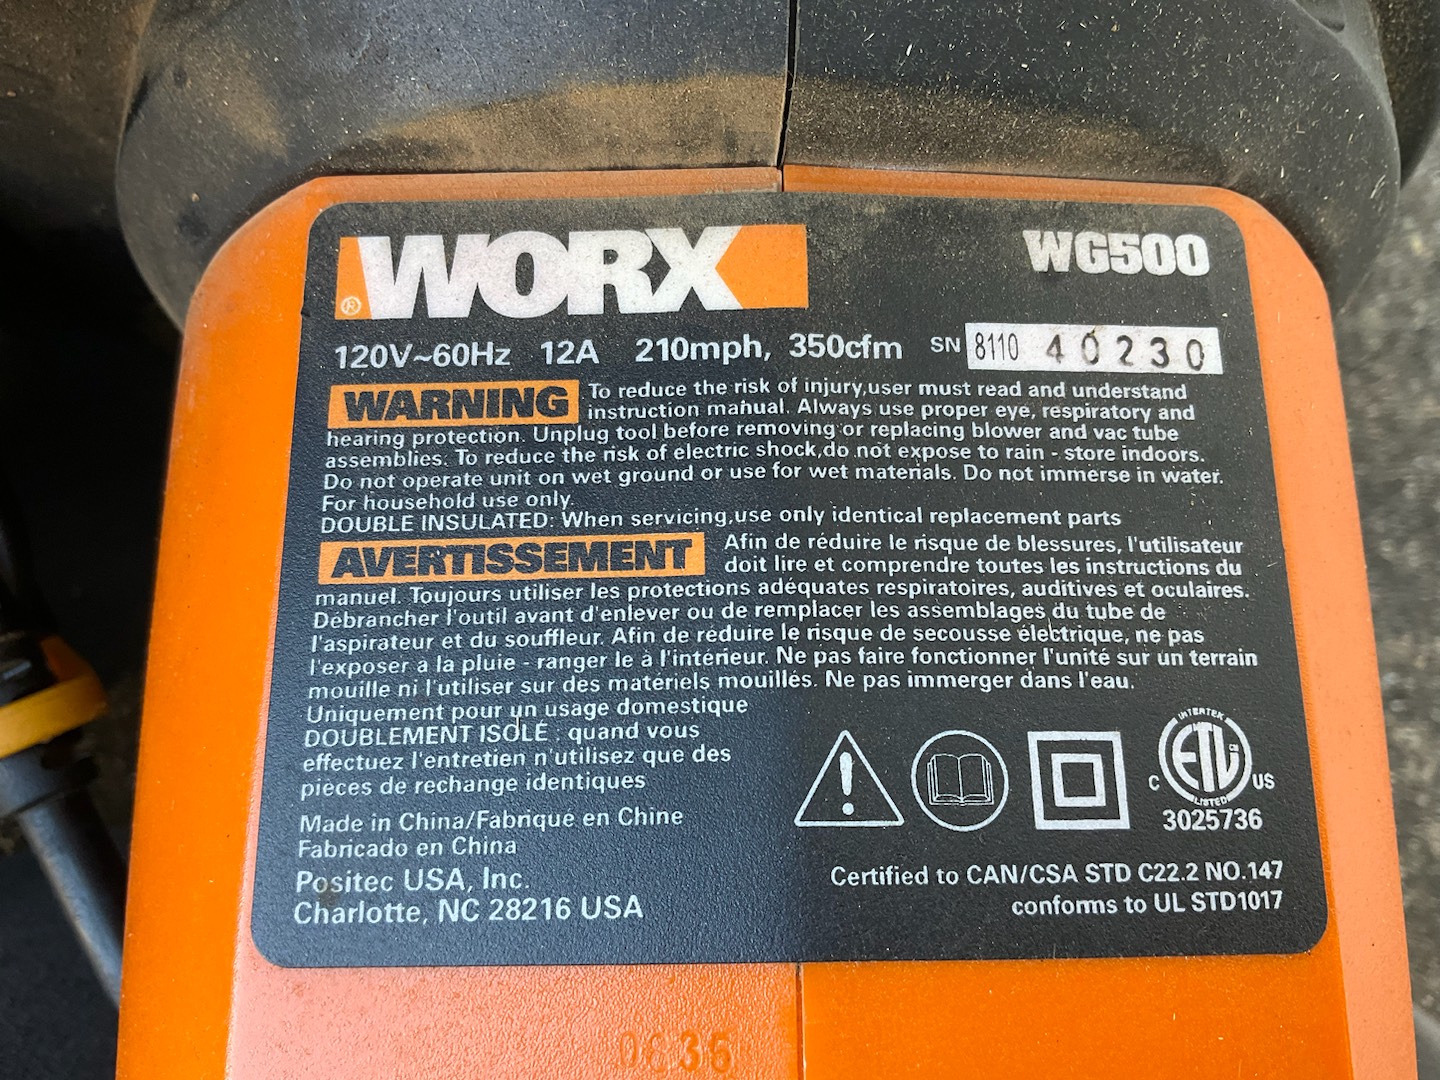 WORX
®
WG500
120V~60Hz 12A 210mph, 350cfm SN 8110 40230
WARNING To reduce the risk of injury,user must read and understand
instruction manual. Always use proper eye, respiratory and
hearing protection. Unplug tool before removing or replacing blower and vac tube
assemblies. To reduce the risk of electric shock,do not expose to rain - store indoors.
Do not operate unit on wet ground or use for wet materials. Do not immerse in water.
For household use only.
DOUBLE INSULATED: When servicing,use only identical replacement parts
AVERTISSEMENT Afin de réduire le risque de blessures, l'utilisateur
doit lire et comprendre toutes les instructions du
manuel. Toujours utiliser les protections adéquates respiratoires, auditives et oculaires.
Débrancher l'outil avant d'enlever ou de remplacer les assemblages du tube de
l'aspirateur et du souffleur. Afin de réduire le risque de secousse électrique, ne pas
l'exposer a la pluie - ranger le à l'intérieur. Ne pas faire fonctionner l'unité sur un terrain
mouille ni l'utiliser sur des matériels mouillés. Ne pas immerger dans l'eau.
Uniquement pour un usage domestique
DOUBLEMENT ISOLÉ : quand vous
effectuez l'entretien n'utilisez que des
pièces de rechange identiques
INTERTEK
C ETL CM US
LISTED
3025736
Made in China/Fabriqué en Chine
Fabricado en China
Positec USA, Inc.
Charlotte, NC 28216 USA
Certified to CAN/CSA STD C22.2 NO.147
conforms to UL STD1017